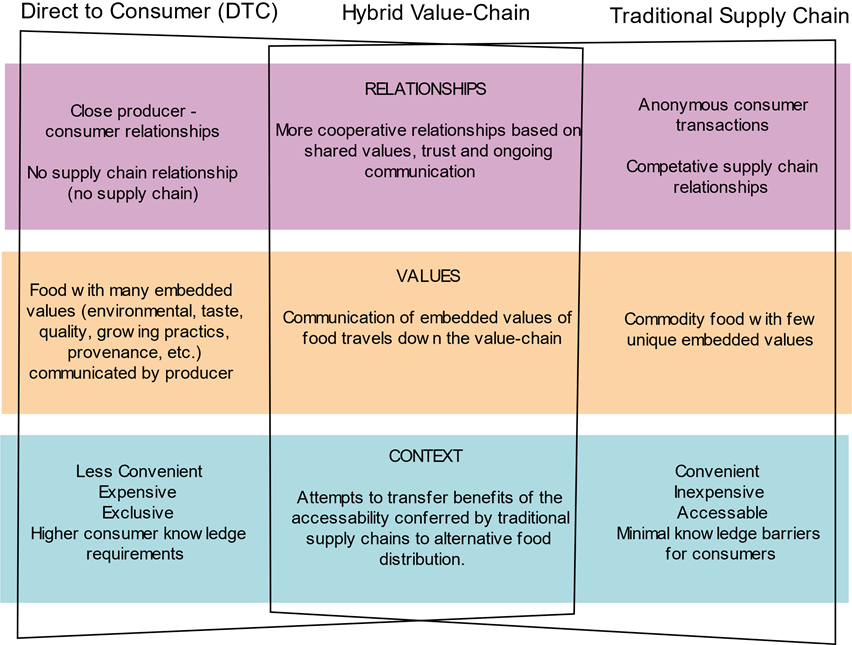 Direct to Consumer (DTC)
Hybrid Value-Chain
Traditional Supply Chain
Close producer -
consumer relationships
No supply chain relationship
(no supply chain)
RELATIONSHIPS
More cooperative relationships based on
shared values, trust and ongoing
communication
Anonymous consumer
transactions
Competative supply chain
relationships
Food with many embedded
values (environmental, taste,
quality, growing practics,
provenance, etc.)
communicated by producer
VALUES
Communication of embedded values of
food travels down the value-chain
Commodity food with few
unique embedded values
Less Convenient
Expensive
Exclusive
Higher consumer knowledge
requirements
CONTEXT
Attempts to transfer benefits of the
accessability conferred by traditional
supply chains to alternative food
distribution.
Convenient
Inexpensive
Accessable
Minimal knowledge barriers
for consumers